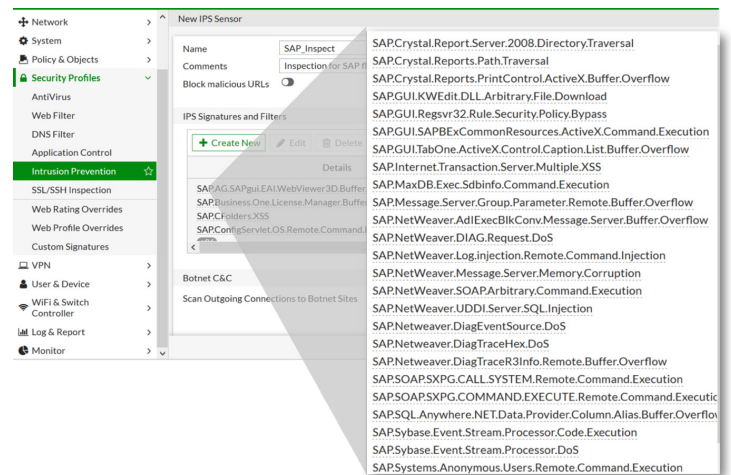 Network
System
Policy & Objects
Security Profiles
AntiVirus
Web Filter
DNS Filter
Application Control
Intrusion Prevention
SSL/SSH Inspection
Web Rating Overrides
Web Profile Overrides
Custom Signatures
VPN
User & Device
WiFi & Switch
Controller
Log & Report
Monitor
New IPS Sensor
Name SAP_Inspect
Comments Inspection for SAP
Block malicious URLs
IPS Signatures and Filters
Create New Edit Delete
Details
SAP.AG.SAPgui.EAI.WebViewer3D.Buffer
SAP.Business.One.License.Manager.Buffer
SAP.CFolders.XSS
SAP.ConfigServlet.OS.Remote.Command.
Botnet C&C
Scan Outgoing Connections to Botnet Sites
SAP.Crystal.Report.Server.2008.Directory.Traversal
SAP.Crystal.Reports.Path.Traversal
SAP.Crystal.Reports.PrintControl.ActiveX.Buffer.Overflow
SAP.GUI.KWEdit.DLL.Arbitrary.File.Download
SAP.GUI.Regsvr32.Rule.Security.Policy.Bypass
SAP.GUI.SAPBExCommonResources.ActiveX.Command.Execution
SAP.GUI.TabOne.ActiveX.Control.Caption.List.Buffer.Overflow
SAP.Internet.Transaction.Server.Multiple.XSS
SAP.MaxDB.Exec.Sdbinfo.Command.Execution
SAP.Message.Server.Group.Parameter.Remote.Buffer.Overflow
SAP.NetWeaver.AdIExecBlkConv.Message.Server.Buffer.Overflow
SAP.NetWeaver.DIAG.Request.DoS
SAP.NetWeaver.Log.injection.Remote.Command.Injection
SAP.NetWeaver.Message.Server.Memory.Corruption
SAP.NetWeaver.SOAP.Arbitrary.Command.Execution
SAP.NetWeaver.UDDI.Server.SQL.Injection
SAP.Netweaver.DiagEventSource.DoS
SAP.Netweaver.DiagTraceHex.DoS
SAP.Netweaver.DiagTraceR3Info.Remote.Buffer.Overflow
SAP.SOAP.SXPG.CALL.SYSTEM.Remote.Command.Execution
SAP.SOAP.SXPG.COMMAND.EXECUTE.Remote.Command.Executio
SAP.SQL.Anywhere.NET.Data.Provider.Column.Alias.Buffer.Overflow
SAP.Sybase.Event.Stream.Processor.Code.Execution
SAP.Sybase.Event.Stream.Processor.DoS
SAP.Systems.Anonymous.Users.Remote.Command.Execution